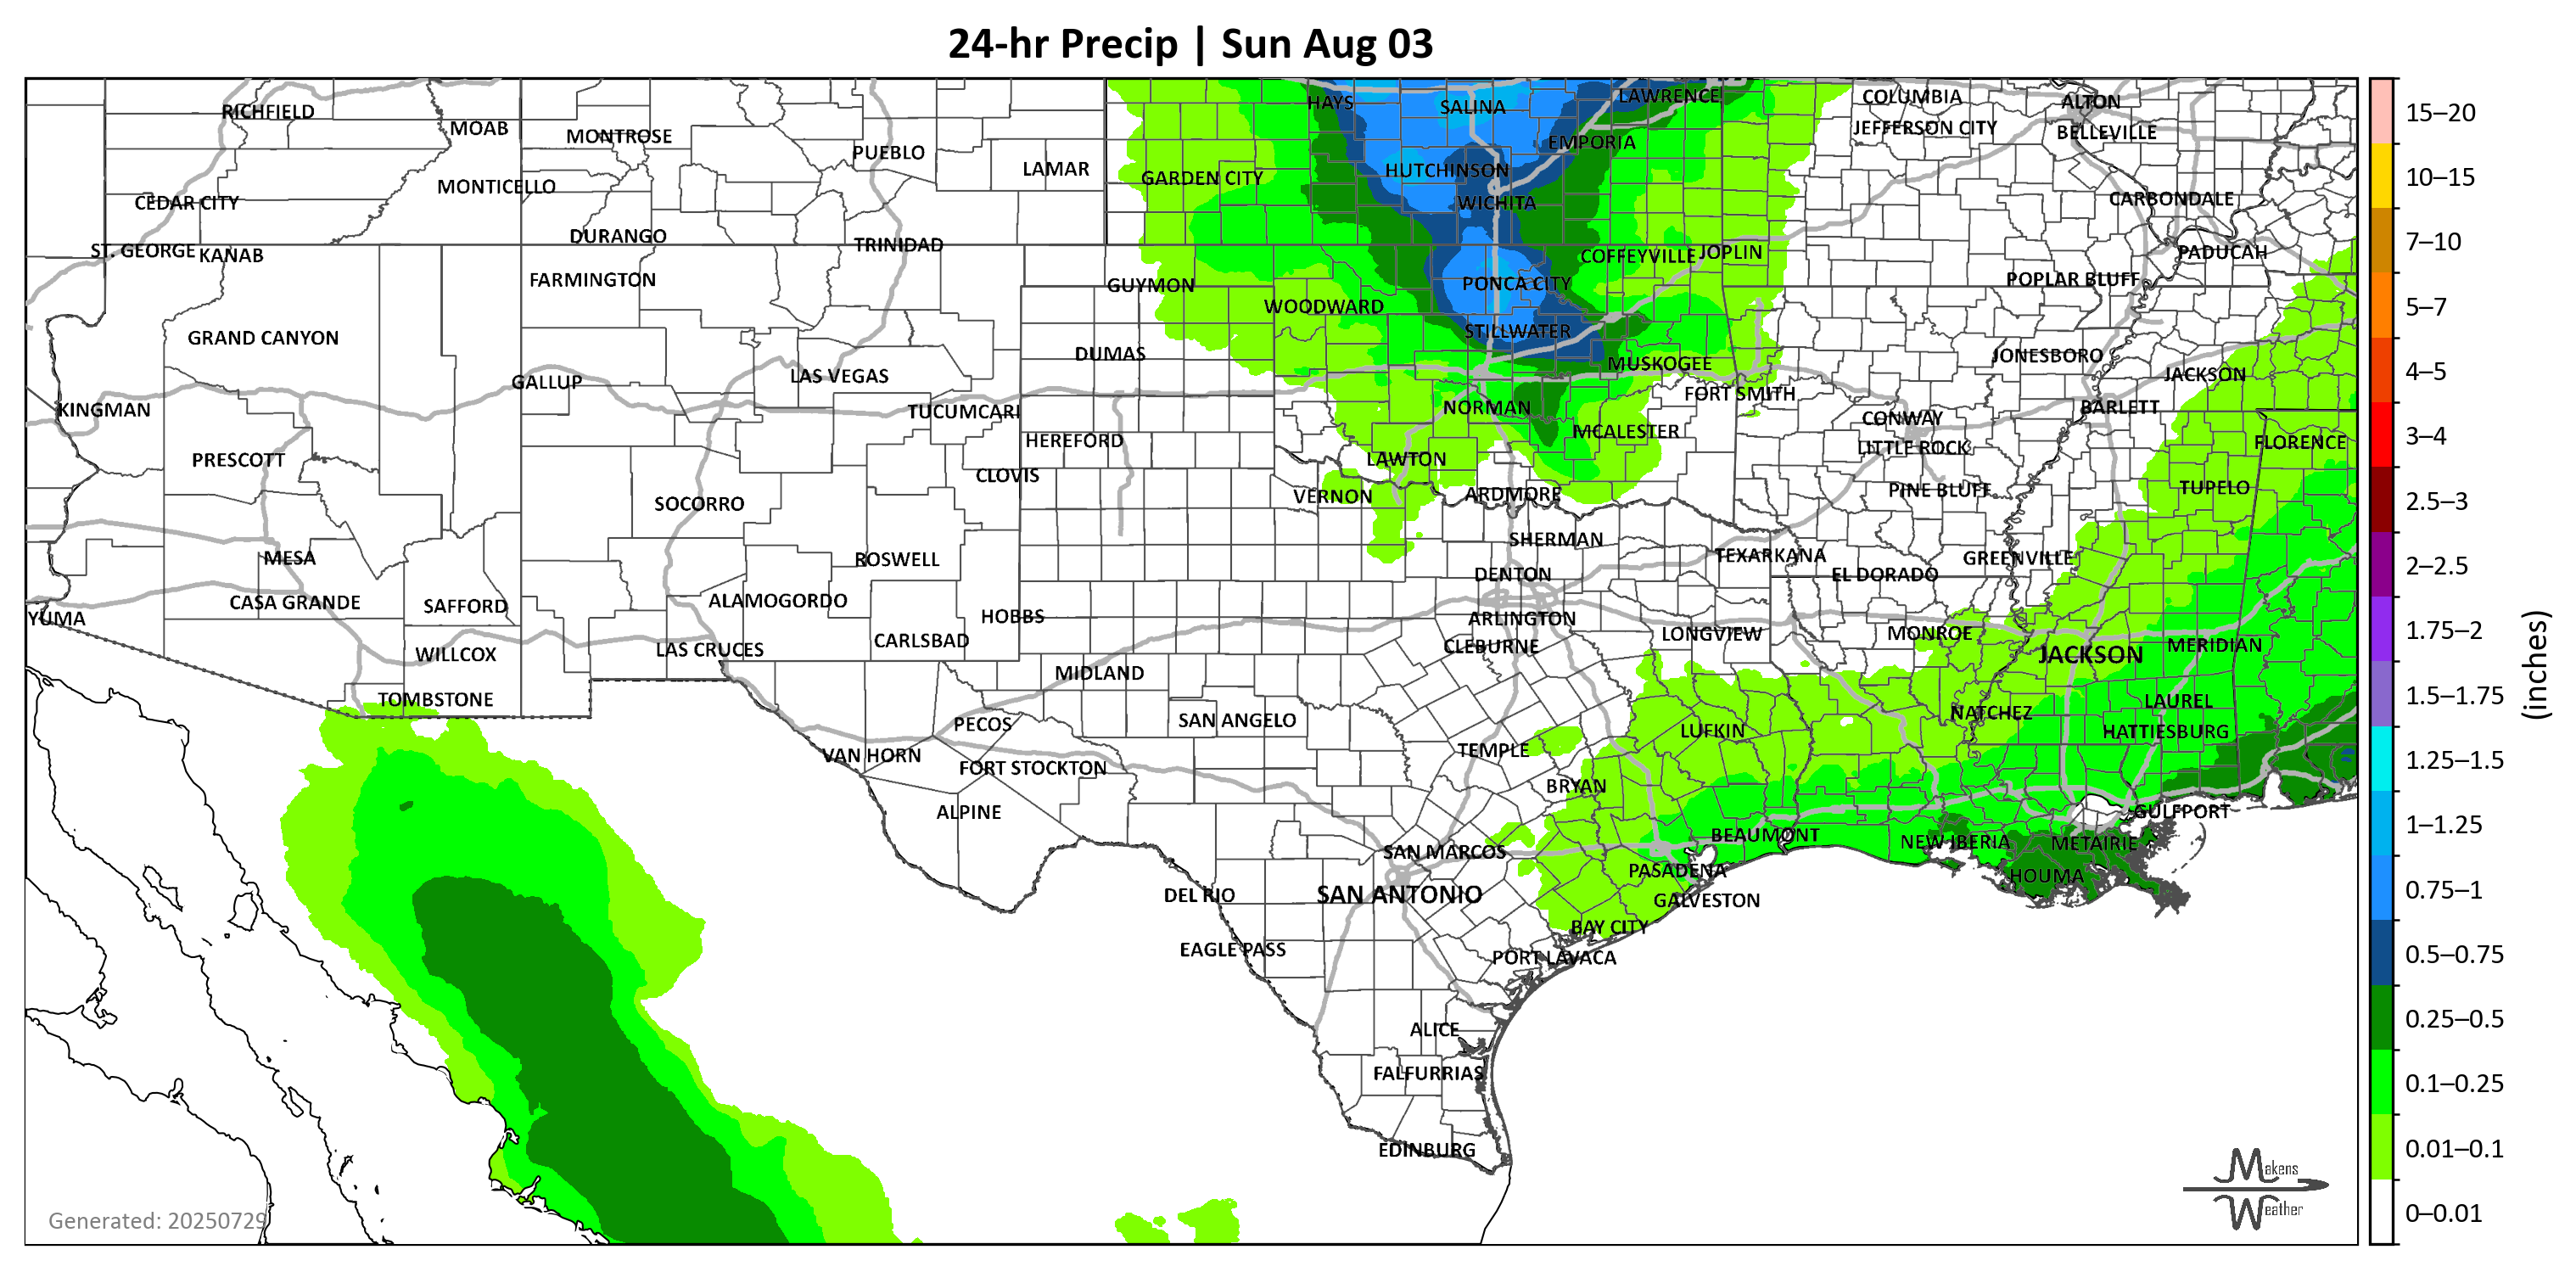 24-hr Precip | Sun Aug 03
RICHFIELD
MOAB
MONTROSE
PUEBLO
LAMAR
GARDEN CITY
HAYS
SALINA
LAWRENCE
COLUMBIA
ALTON
JEFFERSON CITY
BELLEVILLE
EMPORIA
HUTCHINSON
WICHITA
CEDAR CITY
MONTICELLO
CARBONDALE
ST. GEORGE
KANAB
DURANGO
TRINIDAD
COFFEYVILLE
JOPLIN
PADUCAH
FARMINGTON
GUYMON
PONCA CITY
POPLAR BLUFF
WOODWARD
GRAND CANYON
STILLWATER
DUMAS
MUSKOGEE
JONESBORO
JACKSON
GALLUP
LAS VEGAS
FORT SMITH
KINGMAN
TUCUMCARI
NORMAN
CONWAY
BARLETT
HEREFORD
MCALESTER
LITTLE ROCK
FLORENCE
PRESCOTT
CLOVIS
LAWTON
SOCORRO
VERNON
ARDMORE
PINE BLUFF
TUPELO
MESA
ROSWELL
SHERMAN
TEXARKANA
GREENVILLE
DENTON
EL DORADO
YUMA
CASA GRANDE
SAFFORD
ALAMOGORDO
HOBBS
ARLINGTON
CLEBURNE
LONGVIEW
MONROE
JACKSON
MERIDIAN
WILLCOX
LAS CRUCES
CARLSBAD
MIDLAND
TOMBSTONE
PECOS
SAN ANGELO
LUFKIN
NATCHEZ
LAUREL
HATTIESBURG
VAN HORN
FORT STOCKTON
TEMPLE
BRYAN
ALPINE
GULFPORT
SAN MARCOS
BEAUMONT
NEW IBERIA
METAIRIE
PASADENA
HOUMA
DEL RIO
SAN ANTONIO
GALVESTON
BAY CITY
EAGLE PASS
PORT LAVACA
ALICE
FALFURRIAS
EDINBURG
Generated: 20250729
Makens
Weather
15–20
10–15
7–10
5–7
4–5
3–4
2.5–3
2–2.5
1.75–2
1.5–1.75
1.25–1.5
1–1.25
0.75–1
0.5–0.75
0.25–0.5
0.1–0.25
0.01–0.1
0–0.01
(inches)